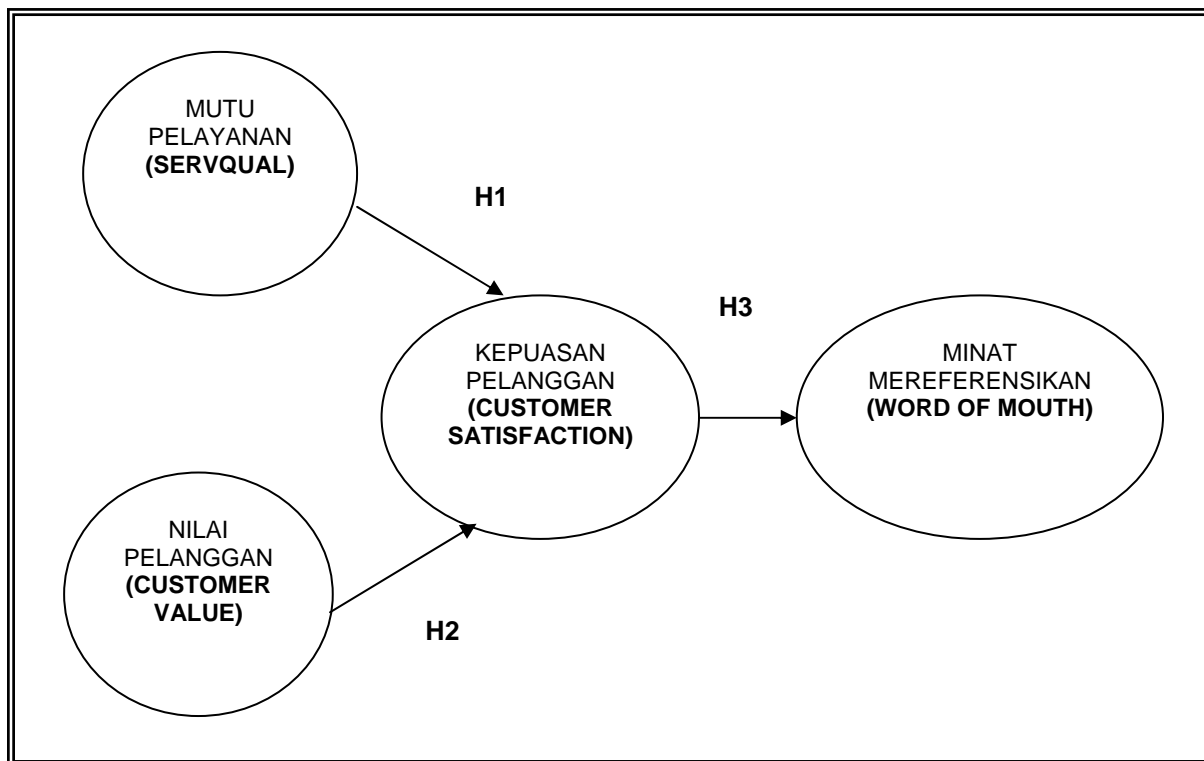 MUTU
PELAYANAN
(SERVQUAL)
H1
H3
KEPUASAN
PELANGGAN
(CUSTOMER
SATISFACTION)
MINAT
MEREFERENSIKAN
(WORD OF MOUTH)
NILAI
PELANGGAN
(CUSTOMER
VALUE)
H2